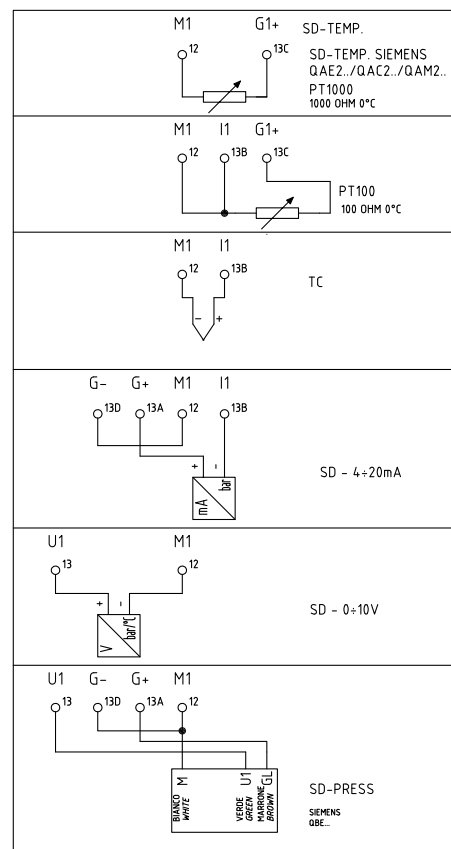 M1 G1+ SD-TEMP.
12 13C
SD-TEMP. SIEMENS
QAE2../QAC2../QAM2..
PT1000
1000 OHM 0°C
M1 I1 G1+
12 13B 13C
PT100
100 OHM 0°C
M1 I1
12 13B
TC
- +
G- G+ M1 I1
13D 13A 12 13B
+ -
mA bar
SD - 4÷20mA
U1 M1
13 12
+ -
V bar/°C
SD - 0÷10V
U1 G- G+ M1
13 13D 13A 12
M U1 GL
BIANCO VERDE MARRONE
WHITE GREEN BROWN
SD-PRESS
SIEMENS
QBE...